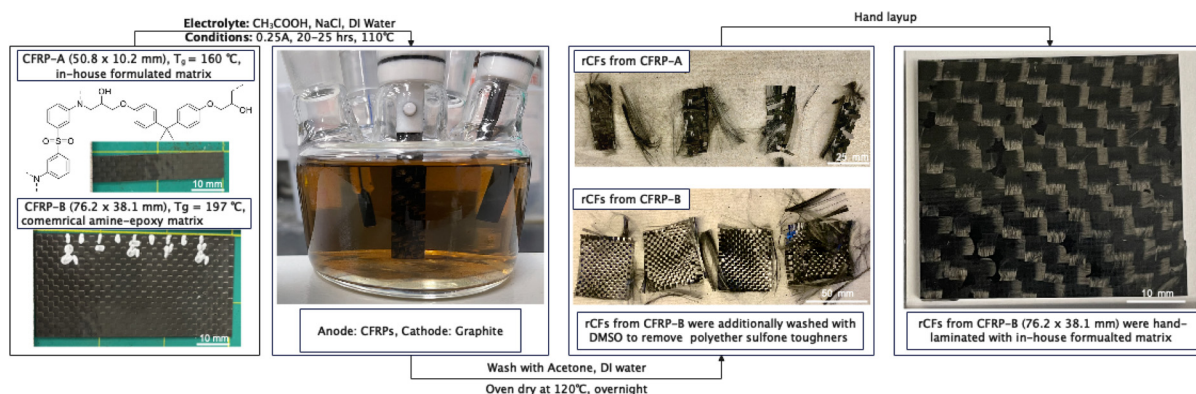 Electrolyte: CH₃COOH, NaCl, DI Water
Conditions: 0.25A, 20-25 hrs, 110℃
CFRP-A (50.8 x 10.2 mm), Tg = 160 ℃,
in-house formulated matrix
OH
N
O
O
OH
O=S=O
N
10 mm
CFRP-B (76.2 x 38.1 mm), Tg = 197 ℃,
comemrical amine-epoxy matrix
10 mm
Anode: CFRPs, Cathode: Graphite
Wash with Acetone, DI water
Oven dry at 120℃, overnight
rCFs from CFRP-A
25 mm
rCFs from CFRP-B
60 mm
rCFs from CFRP-B were additionally washed with
DMSO to remove polyether sulfone toughners
Hand layup
10 mm
rCFs from CFRP-B (76.2 x 38.1 mm) were hand-
laminated with in-house formualted matrix